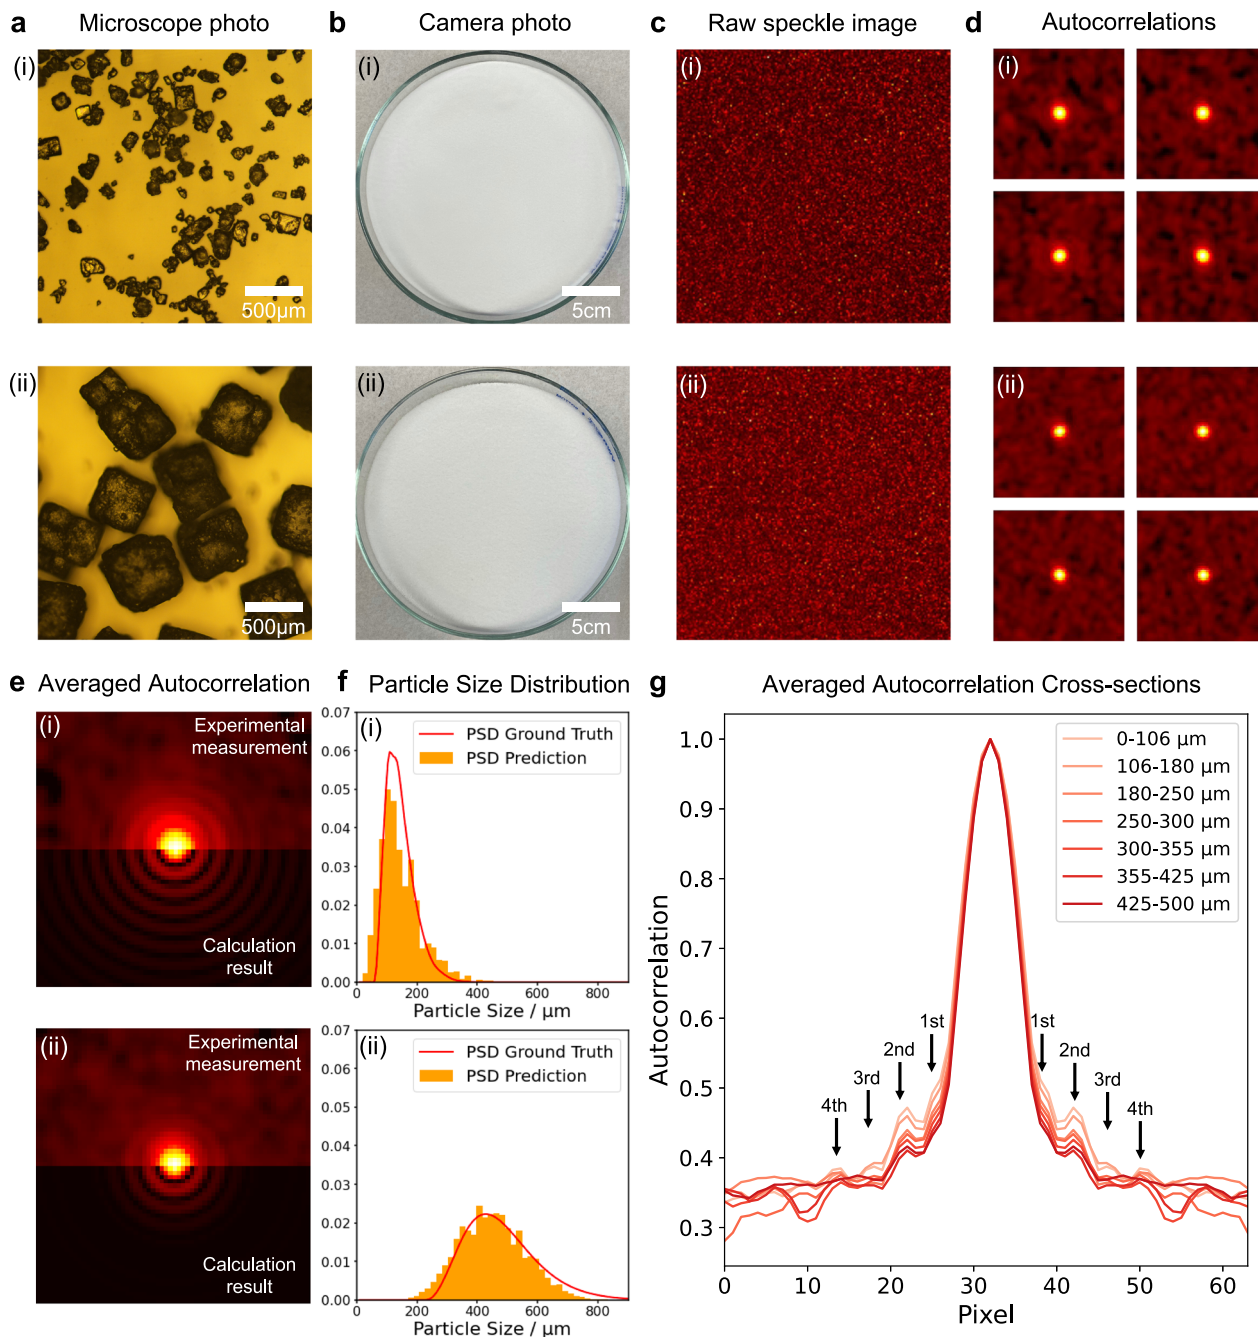 a Microscope photo
b Camera photo
c Raw speckle image
d Autocorrelations
(i)
500µm
(i)
5cm
(i)
(i)
(ii)
500µm
(ii)
5cm
(ii)
(ii)
e Averaged Autocorrelation
f Particle Size Distribution
g Averaged Autocorrelation Cross-sections
(i)
Experimental
measurement
Calculation
result
(i)
PSD Ground Truth
PSD Prediction
0.07
0.06
0.05
0.04
0.03
0.02
0.01
0.00
0 200 400 600 800
Particle Size / µm
(ii)
Experimental
measurement
Calculation
result
(ii)
PSD Ground Truth
PSD Prediction
0.07
0.06
0.05
0.04
0.03
0.02
0.01
0.00
0 200 400 600 800
Particle Size / µm
0-106 µm
106-180 µm
180-250 µm
250-300 µm
300-355 µm
355-425 µm
425-500 µm
1st 1st
2nd 2nd
3rd 3rd
4th 4th
Autocorrelation
1.0
0.9
0.8
0.7
0.6
0.5
0.4
0.3
0 10 20 30 40 50 60
Pixel